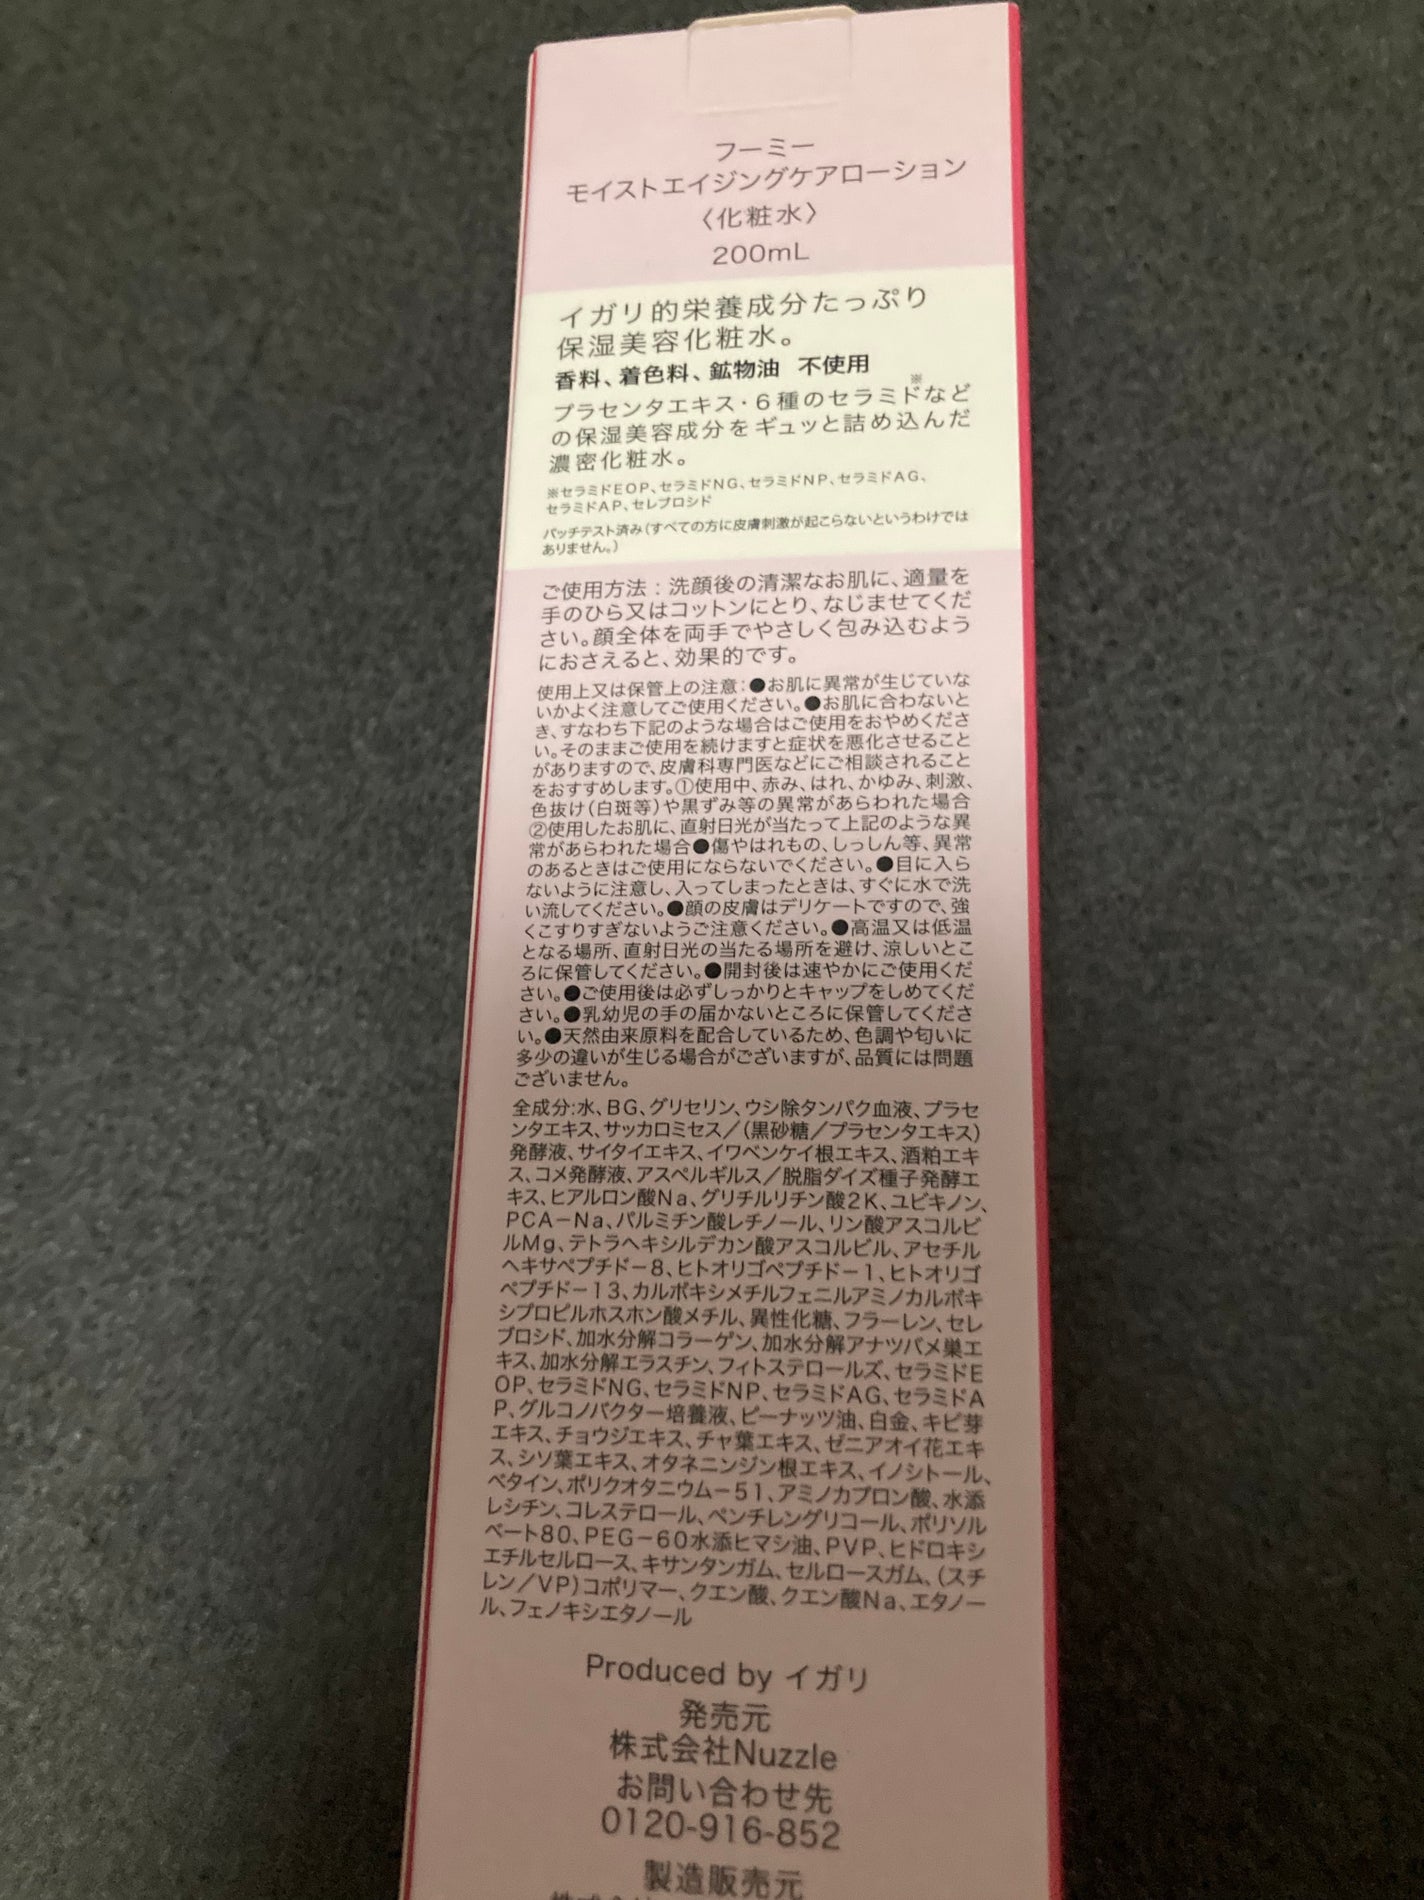 フーミー
モイストエイジングケアローション
〈化粧水〉
200mL
イガリ的栄養成分たっぷり
保湿美容化粧水。
香料、着色料、鉱物油 不使用
プラセンタエキス・6種のセラミド※など
の保湿美容成分をギュッと詰め込んだ
濃密化粧水。
※セラミドEOP、セラミドNG、セラミドNP、セラミドAG、
セラミドAP、セレブロシド
パッチテスト済み(すべての方に皮膚刺激が起こらないというわけでは
ありません。)
ご使用方法：洗顔後の清潔なお肌に、適量を
手のひら又はコットンにとり、なじませてくだ
さい。顔全体を両手でやさしく包み込むよう
におさえると、効果的です。
使用上又は保管上の注意：●お肌に異常が生じていな
いかよく注意してご使用ください。●お肌に合わないと
き、すなわち下記のような場合はご使用をおやめくださ
い。そのままご使用を続けますと症状を悪化させること
がありますので、皮膚科専門医などにご相談されること
をおすすめします。①使用中、赤み、はれ、かゆみ、刺激、
色抜け(白斑等)や黒ずみ等の異常があらわれた場合
②使用したお肌に、直射日光が当たって上記のような異
常があらわれた場合●傷やはれもの、しっしん等、異常
のあるときはご使用にならないでください。●目に入ら
ないように注意し、入ってしまったときは、すぐに水で洗
い流してください。●顔の皮膚はデリケートですので、強
くこすりすぎないようご注意ください。●高温又は低温
となる場所、直射日光の当たる場所を避け、涼しいとこ
ろに保管してください。●開封後は速やかにご使用くだ
さい。●ご使用後は必ずしっかりとキャップをしめてくだ
さい。●乳幼児の手の届かないところに保管してくださ
い。●天然由来原料を配合しているため、色調や匂いに
多少の違いが生じる場合がございますが、品質には問題
ございません。
全成分:水、BG、グリセリン、ウシ除タンパク血液、プラセ
ンタエキス、サッカロミセス／(黒砂糖／プラセンタエキス)
発酵液、サイタイエキス、イワベンケイ根エキス、酒粕エキ
ス、コメ発酵液、アスペルギルス／脱脂ダイズ種子発酵エ
キス、ヒアルロン酸Na、グリチルリチン酸2K、ユビキノン、
PCA－Na、パルミチン酸レチノール、リン酸アスコルビ
ルMg、テトラヘキシルデカン酸アスコルビル、アセチル
ヘキサペプチド－8、ヒトオリゴペプチド－1、ヒトオリゴ
ペプチド－13、カルボキシメチルフェニルアミノカルボキ
シプロピルホスホン酸メチル、異性化糖、フラーレン、セレ
ブロシド、加水分解コラーゲン、加水分解アナツバメ巣エ
キス、加水分解エラスチン、フィトステロールズ、セラミドE
OP、セラミドNG、セラミドNP、セラミドAG、セラミドA
P、グルコノバクター培養液、ピーナッツ油、白金、キビ芽
エキス、チョウジエキス、チャ葉エキス、ゼニアオイ花エキ
ス、シソ葉エキス、オタネニンジン根エキス、イノシトール、
ベタイン、ポリクオタニウム－51、アミノカプロン酸、水添
レシチン、コレステロール、ペンチレングリコール、ポリソル
ベート80、PEG－60水添ヒマシ油、PVP、ヒドロキシ
エチルセルロース、キサンタンガム、セルロースガム、(スチ
レン／VP)コポリマー、クエン酸、クエン酸Na、エタノー
ル、フェノキシエタノール
Produced by イガリ
発売元
株式会社Nuzzle
お問い合わせ先
0120-916-852
製造販売元